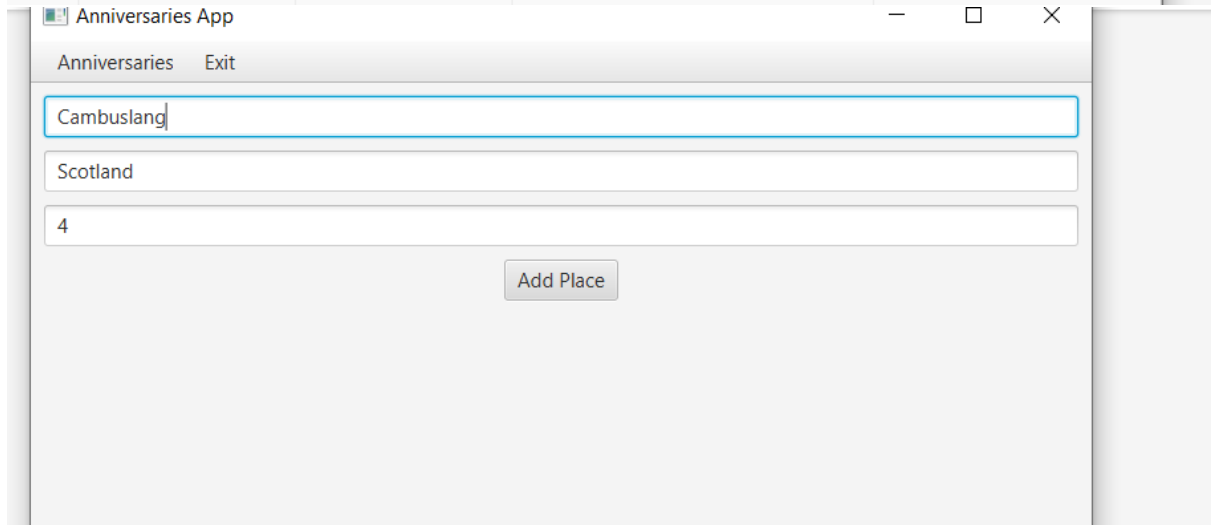 Anniversaries App
Anniversaries Exit
Cambuslang
Scotland
4
Add Place